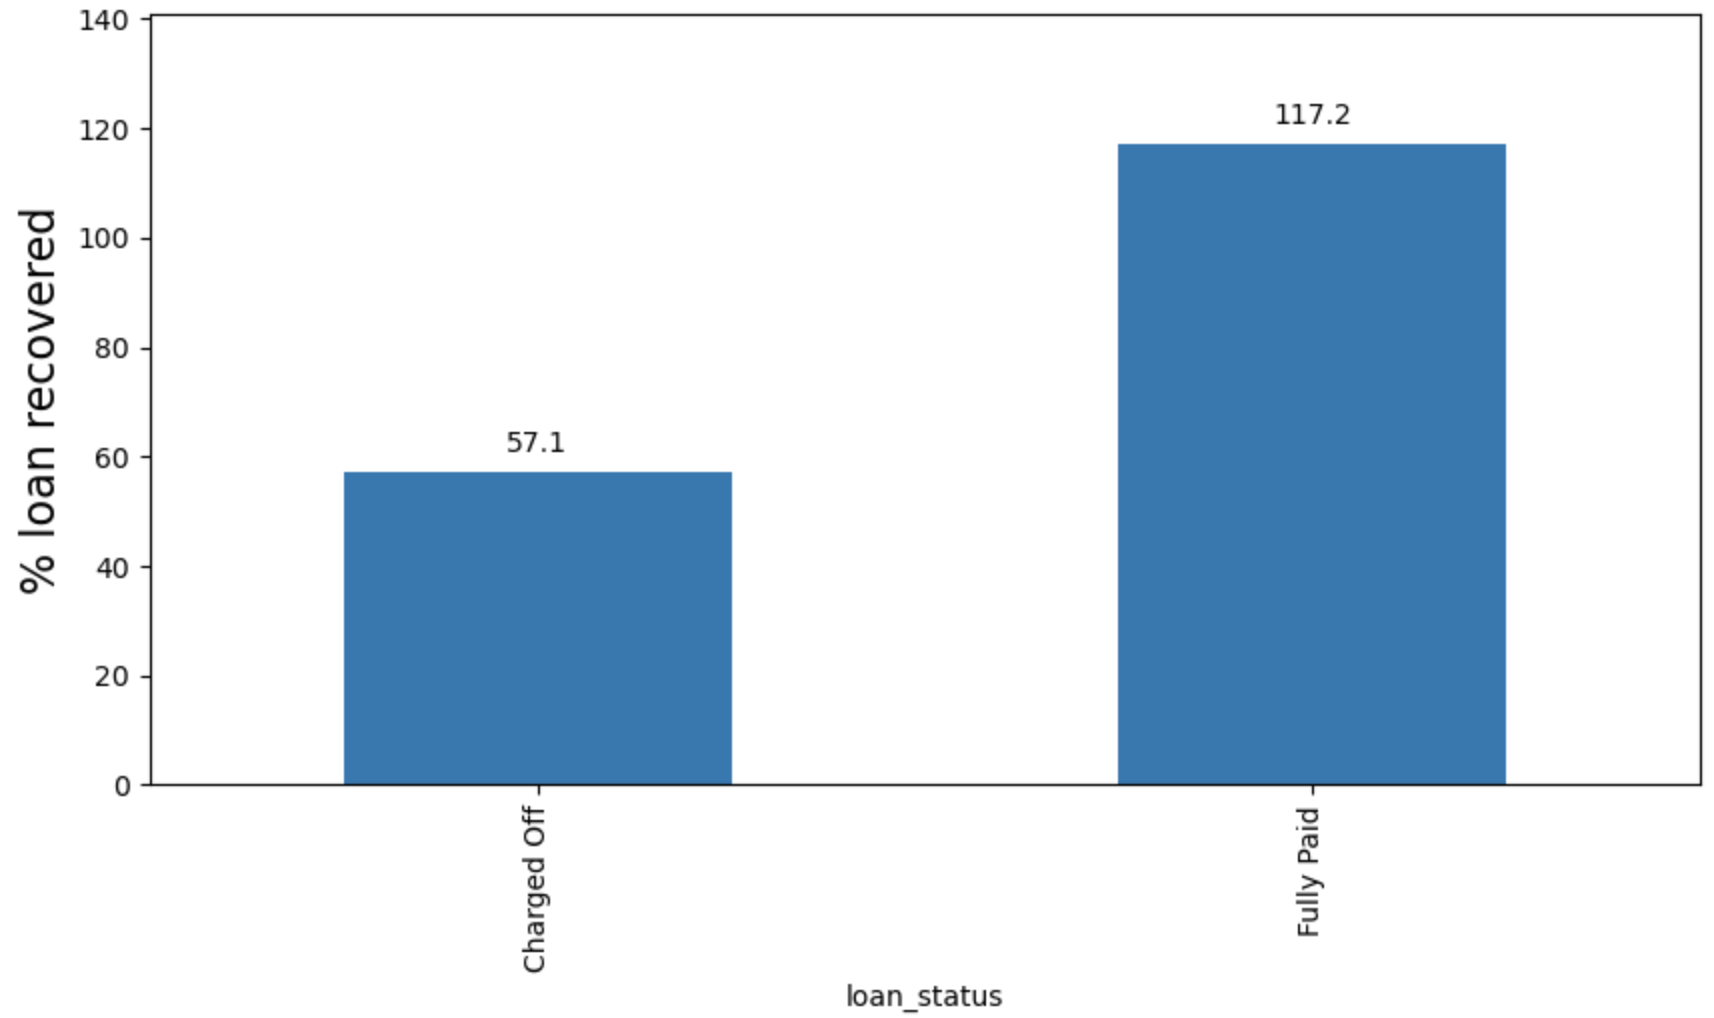 140
120
100
80
60
40
20
0
% loan recovered
57.1
117.2
Charged Off
Fully Paid
loan_status